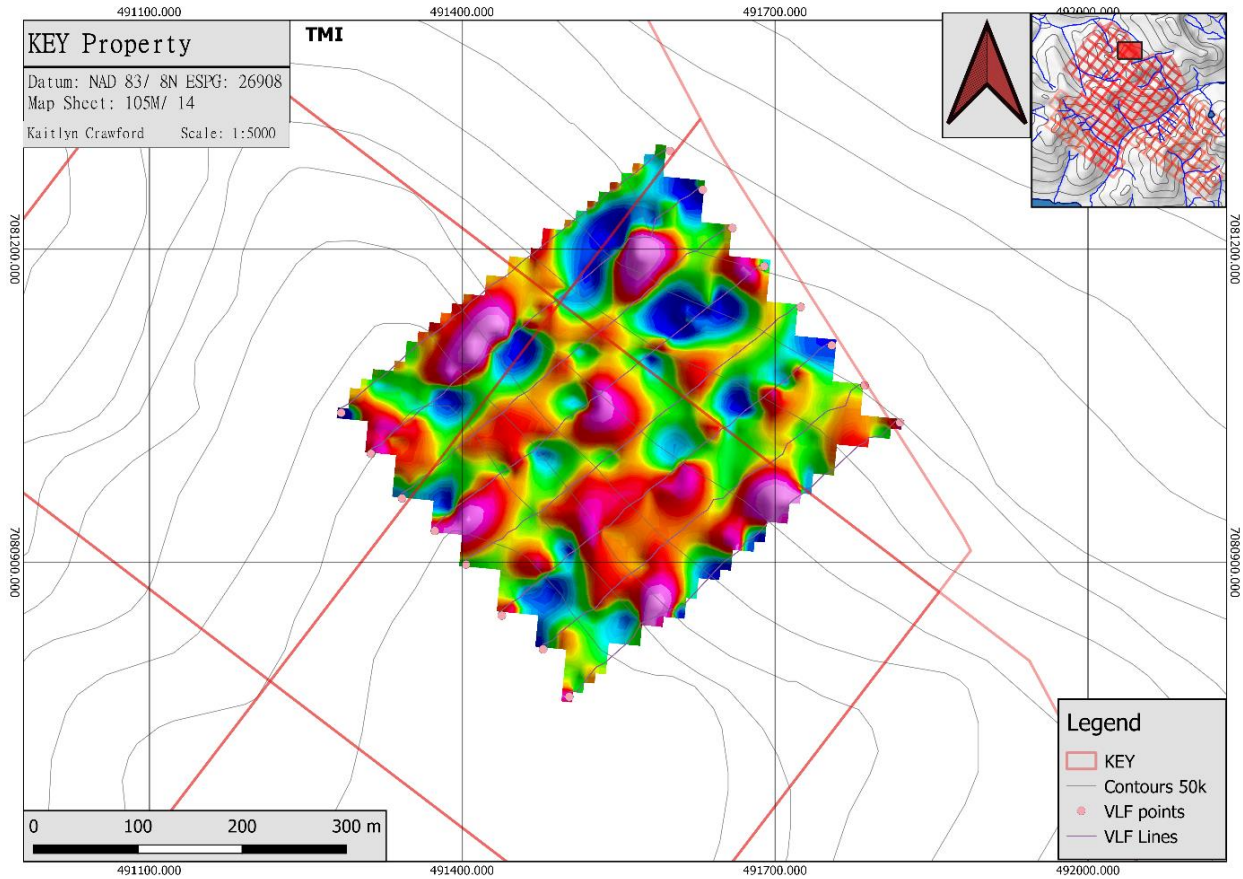 491100.000
491400.000
491700.000
492000.000
KEY Property
Datum: NAD 83/ 8N ESPG: 26908
Map Sheet: 105M/ 14
Kaitlyn Crawford Scale: 1:5000
TMI
7081200.000
7081200.000
7080900.000
7080900.000
Legend
KEY
Contours 50k
VLF points
VLF Lines
0 100 200 300 m
491100.000
491400.000
491700.000
492000.000